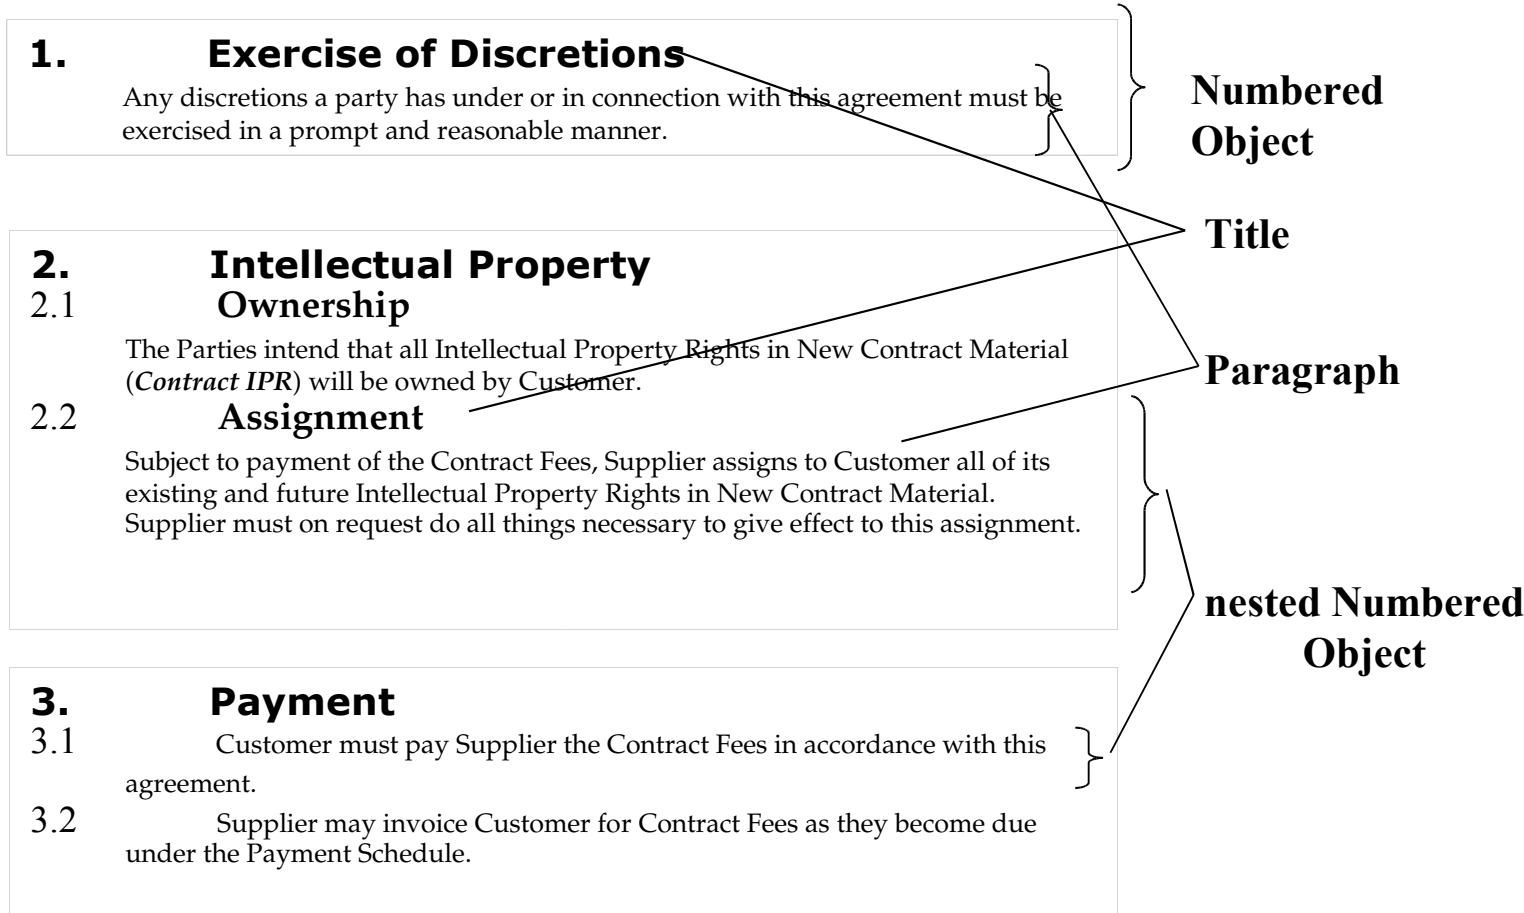 1. Exercise of Discretions
Any discretions a party has under or in connection with this agreement must be
exercised in a prompt and reasonable manner.
Numbered
Object
Title
2. Intellectual Property
2.1 Ownership
The Parties intend that all Intellectual Property Rights in New Contract Material
(Contract IPR) will be owned by Customer.
Paragraph
2.2 Assignment
Subject to payment of the Contract Fees, Supplier assigns to Customer all of its
existing and future Intellectual Property Rights in New Contract Material.
Supplier must on request do all things necessary to give effect to this assignment.
nested Numbered
Object
3. Payment
3.1 Customer must pay Supplier the Contract Fees in accordance with this
agreement.
3.2 Supplier may invoice Customer for Contract Fees as they become due
under the Payment Schedule.